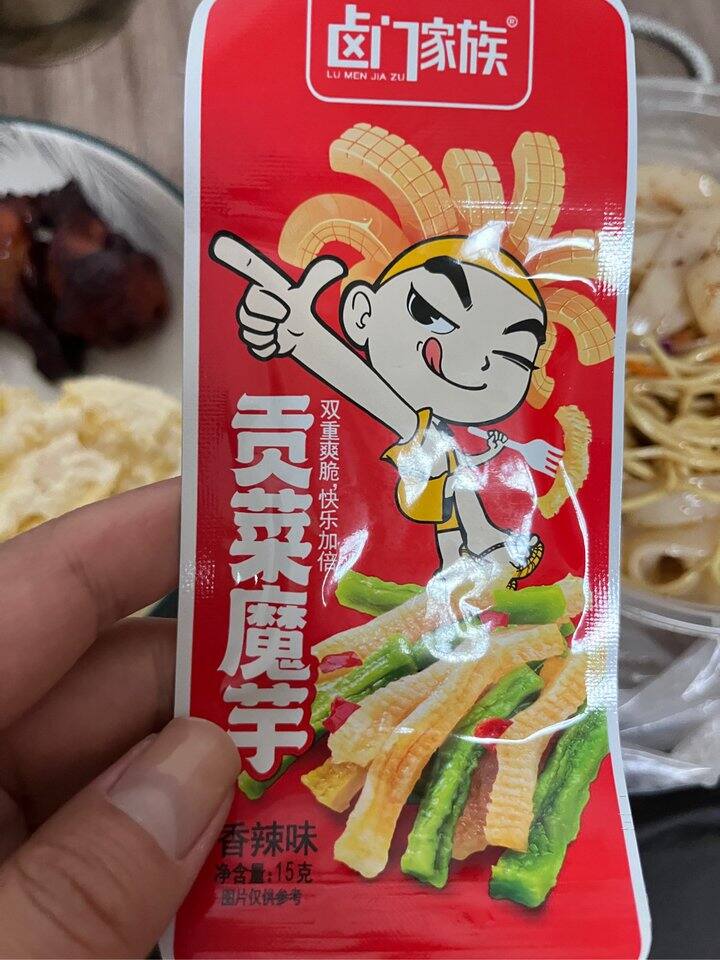 卤门家族®
LU MEN JIA ZU
双重爽脆,快乐加倍
贡菜魔芋
香辣味
净含量:15克
图片仅供参考